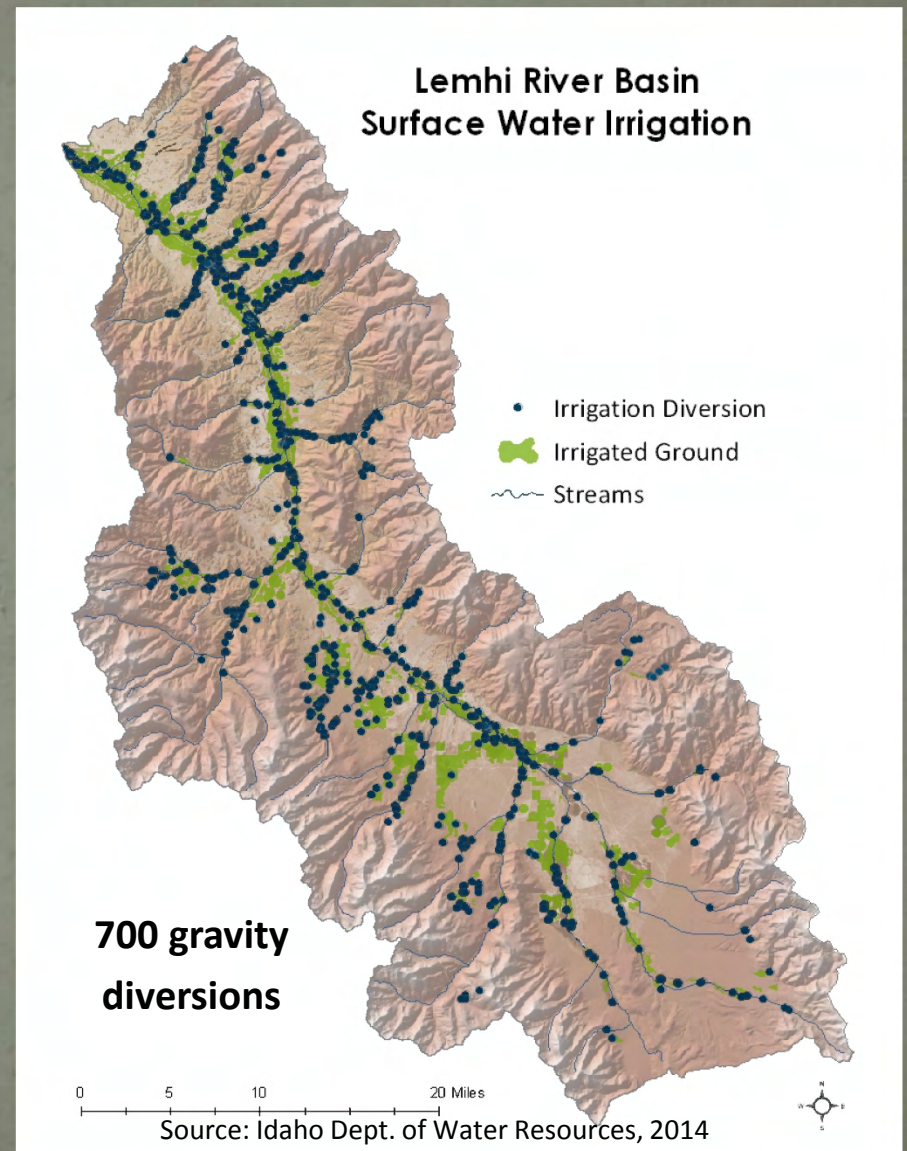 Lemhi River Basin
Surface Water Irrigation
Irrigation Diversion
Irrigated Ground
Streams
700 gravity
diversions
0 5 10 20 Miles
N
W E
S
Source: Idaho Dept. of Water Resources, 2014